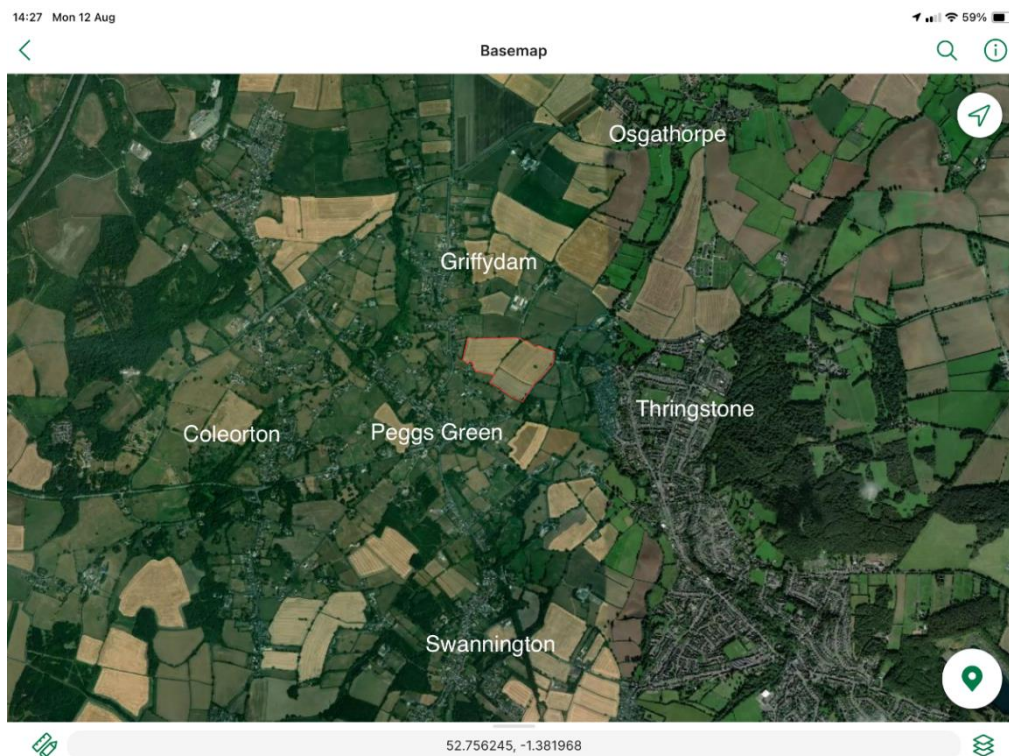 14:27 Mon 12 Aug
59%
Basemap
Osgathorpe
Griffydam
Thringstone
Coleorton
Peggs Green
Swannington
52.756245, -1.381968